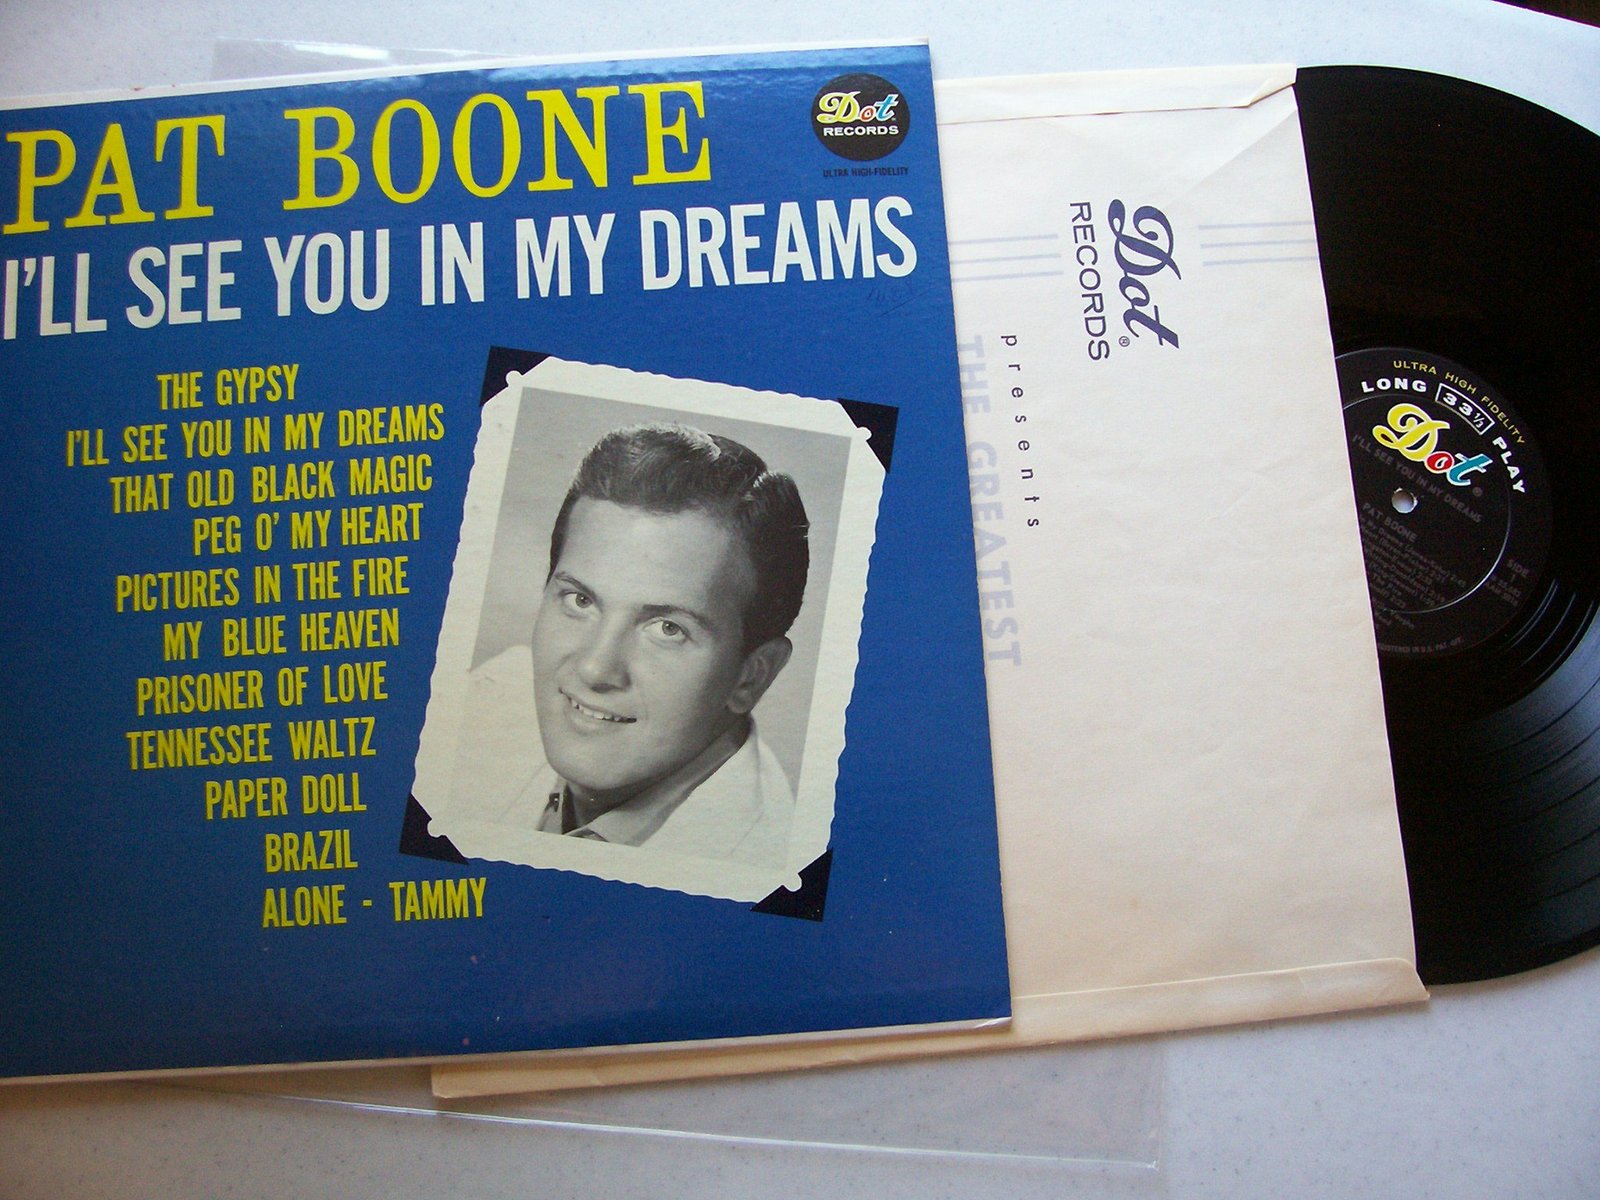 PAT BOONE
I'LL SEE YOU IN MY DREAMS
Dot
RECORDS
ULTRA HIGH-FIDELITY
THE GYPSY
I'LL SEE YOU IN MY DREAMS
THAT OLD BLACK MAGIC
PEG O' MY HEART
PICTURES IN THE FIRE
MY BLUE HEAVEN
PRISONER OF LOVE
TENNESSEE WALTZ
PAPER DOLL
BRAZIL
ALONE - TAMMY
Dot®
RECORDS
presents
THE GREATEST
ULTRA HIGH FIDELITY
LONG 33⅓ PLAY
Dot®
I'LL SEE YOU IN MY DREAMS
PAT BOONE
SIDE